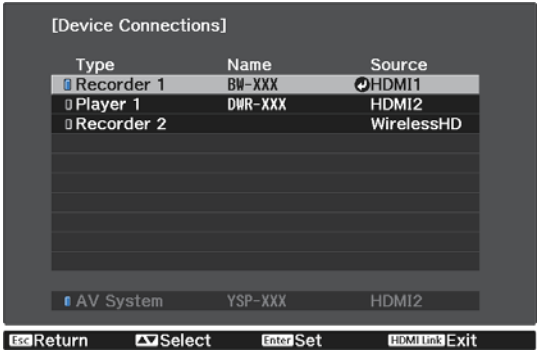 [Device Connections]
Type Name Source
Recorder 1 BW-XXX HDMI1
Player 1 DWR-XXX HDMI2
Recorder 2 WirelessHD
AV System YSP-XXX HDMI2
Esc Return Select Enter Set HDMI Link Exit